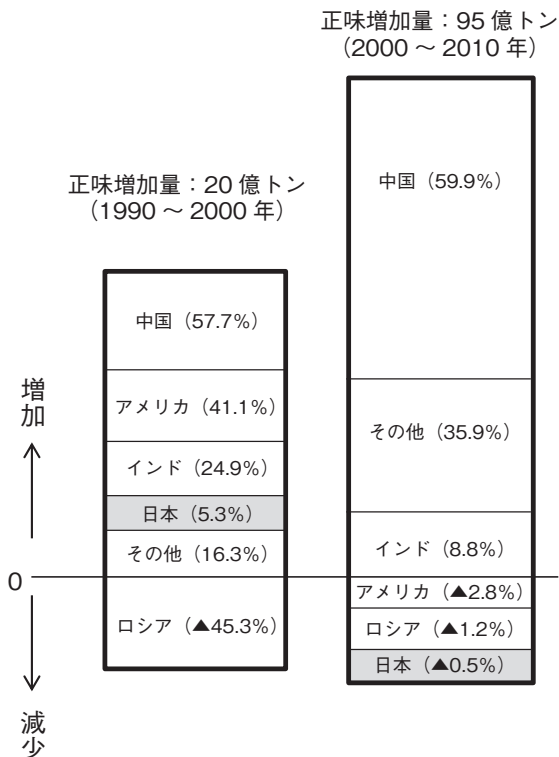 正味増加量：95 億トン
（2000 ～ 2010 年）
正味増加量：20 億トン
（1990 ～ 2000 年）
中国（57.7%）
アメリカ（41.1%）
インド（24.9%）
日本（5.3%）
その他（16.3%）
ロシア（▲45.3%）
中国（59.9%）
その他（35.9%）
インド（8.8%）
アメリカ（▲2.8%）
ロシア（▲1.2%）
日本（▲0.5%）
増加
0
減少